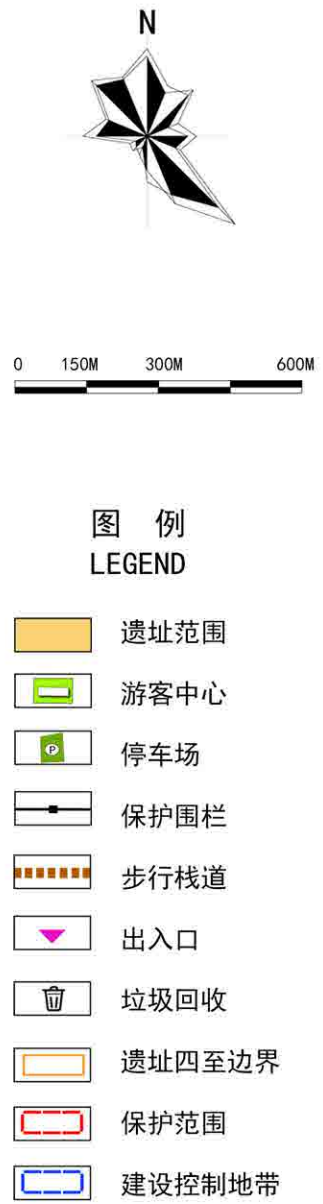 N
0 150M 300M 600M
图 例
LEGEND
遗址范围
游客中心
P
停车场
保护围栏
步行栈道
出入口
垃圾回收
遗址四至边界
保护范围
建设控制地带